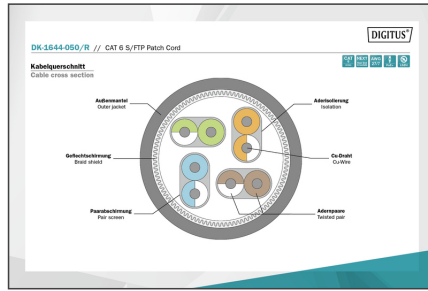 DIGITUS®
DK-1644-050/R // CAT 6 S/FTP Patch Cord
Kabelquerschnitt
Cable cross section
Außenmantel
Outer jacket
Aderisolierung
Isolation
Geflechtschirmung
Braid shield
Cu-Draht
Cu-Wire
Paarabschirmung
Pair screen
Adernpaare
Twisted pair